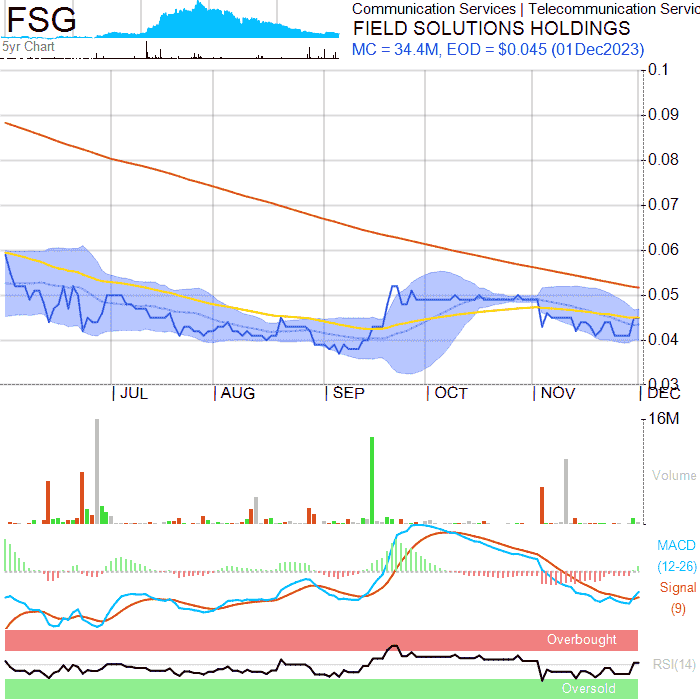 FSG
5yr Chart
Communication Services | Telecommunication Servic
FIELD SOLUTIONS HOLDINGS
MC = 34.4M, EOD = $0.045 (01Dec2023)
0.1
0.09
0.08
0.07
0.06
0.05
0.04
0.03
JUL AUG SEP OCT NOV DEC
16M
Volume
MACD
(12-26)
Signal
(9)
Overbought
RSI(14)
Oversold